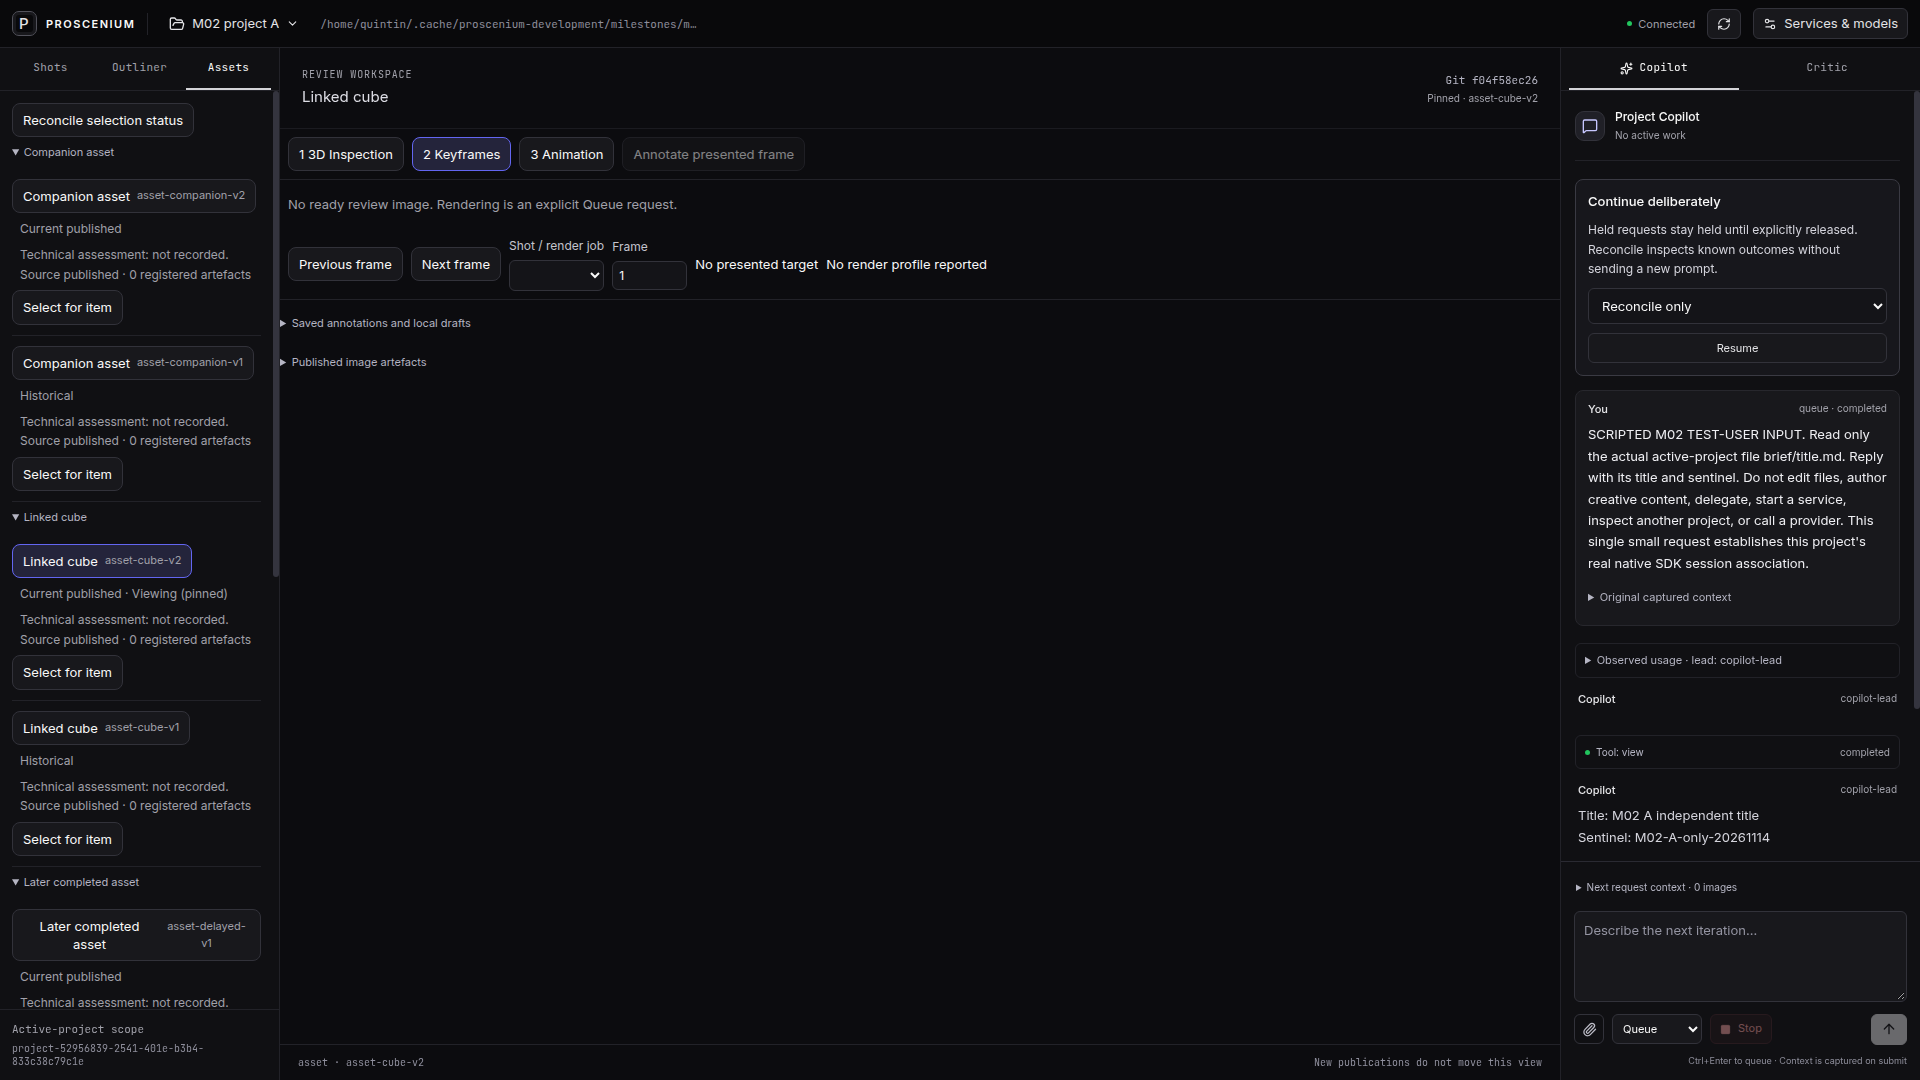 P PROSCENIUM
M02 project A
/home/quintin/.cache/proscenium-development/milestones/m…
Connected
Services & models
Shots
Outliner
Assets
Reconcile selection status
Companion asset
Companion asset asset-companion-v2
Current published
Technical assessment: not recorded.
Source published · 0 registered artefacts
Select for item
Companion asset asset-companion-v1
Historical
Technical assessment: not recorded.
Source published · 0 registered artefacts
Select for item
Linked cube
Linked cube asset-cube-v2
Current published · Viewing (pinned)
Technical assessment: not recorded.
Source published · 0 registered artefacts
Select for item
Linked cube asset-cube-v1
Historical
Technical assessment: not recorded.
Source published · 0 registered artefacts
Select for item
Later completed asset
Later completed
asset
asset-delayed-
v1
Current published
Technical assessment: not recorded.
Active-project scope
project-52956839-2541-401e-b3b4-
833c38c79c1e
REVIEW WORKSPACE
Linked cube
Git f04f58ec26
Pinned · asset-cube-v2
1 3D Inspection
2 Keyframes
3 Animation
Annotate presented frame
No ready review image. Rendering is an explicit Queue request.
Previous frame
Next frame
Shot / render job
Frame
1
No presented target
No render profile reported
Saved annotations and local drafts
Published image artefacts
asset · asset-cube-v2
New publications do not move this view
Copilot
Critic
Project Copilot
No active work
Continue deliberately
Held requests stay held until explicitly released.
Reconcile inspects known outcomes without
sending a new prompt.
Reconcile only
Resume
You
queue · completed
SCRIPTED M02 TEST-USER INPUT. Read only
the actual active-project file brief/title.md. Reply
with its title and sentinel. Do not edit files, author
creative content, delegate, start a service,
inspect another project, or call a provider. This
single small request establishes this project's
real native SDK session association.
Original captured context
Observed usage · lead: copilot-lead
Copilot
copilot-lead
Tool: view
completed
Copilot
copilot-lead
Title: M02 A independent title
Sentinel: M02-A-only-20261114
Next request context · 0 images
Describe the next iteration...
Queue
Stop
Ctrl+Enter to queue · Context is captured on submit